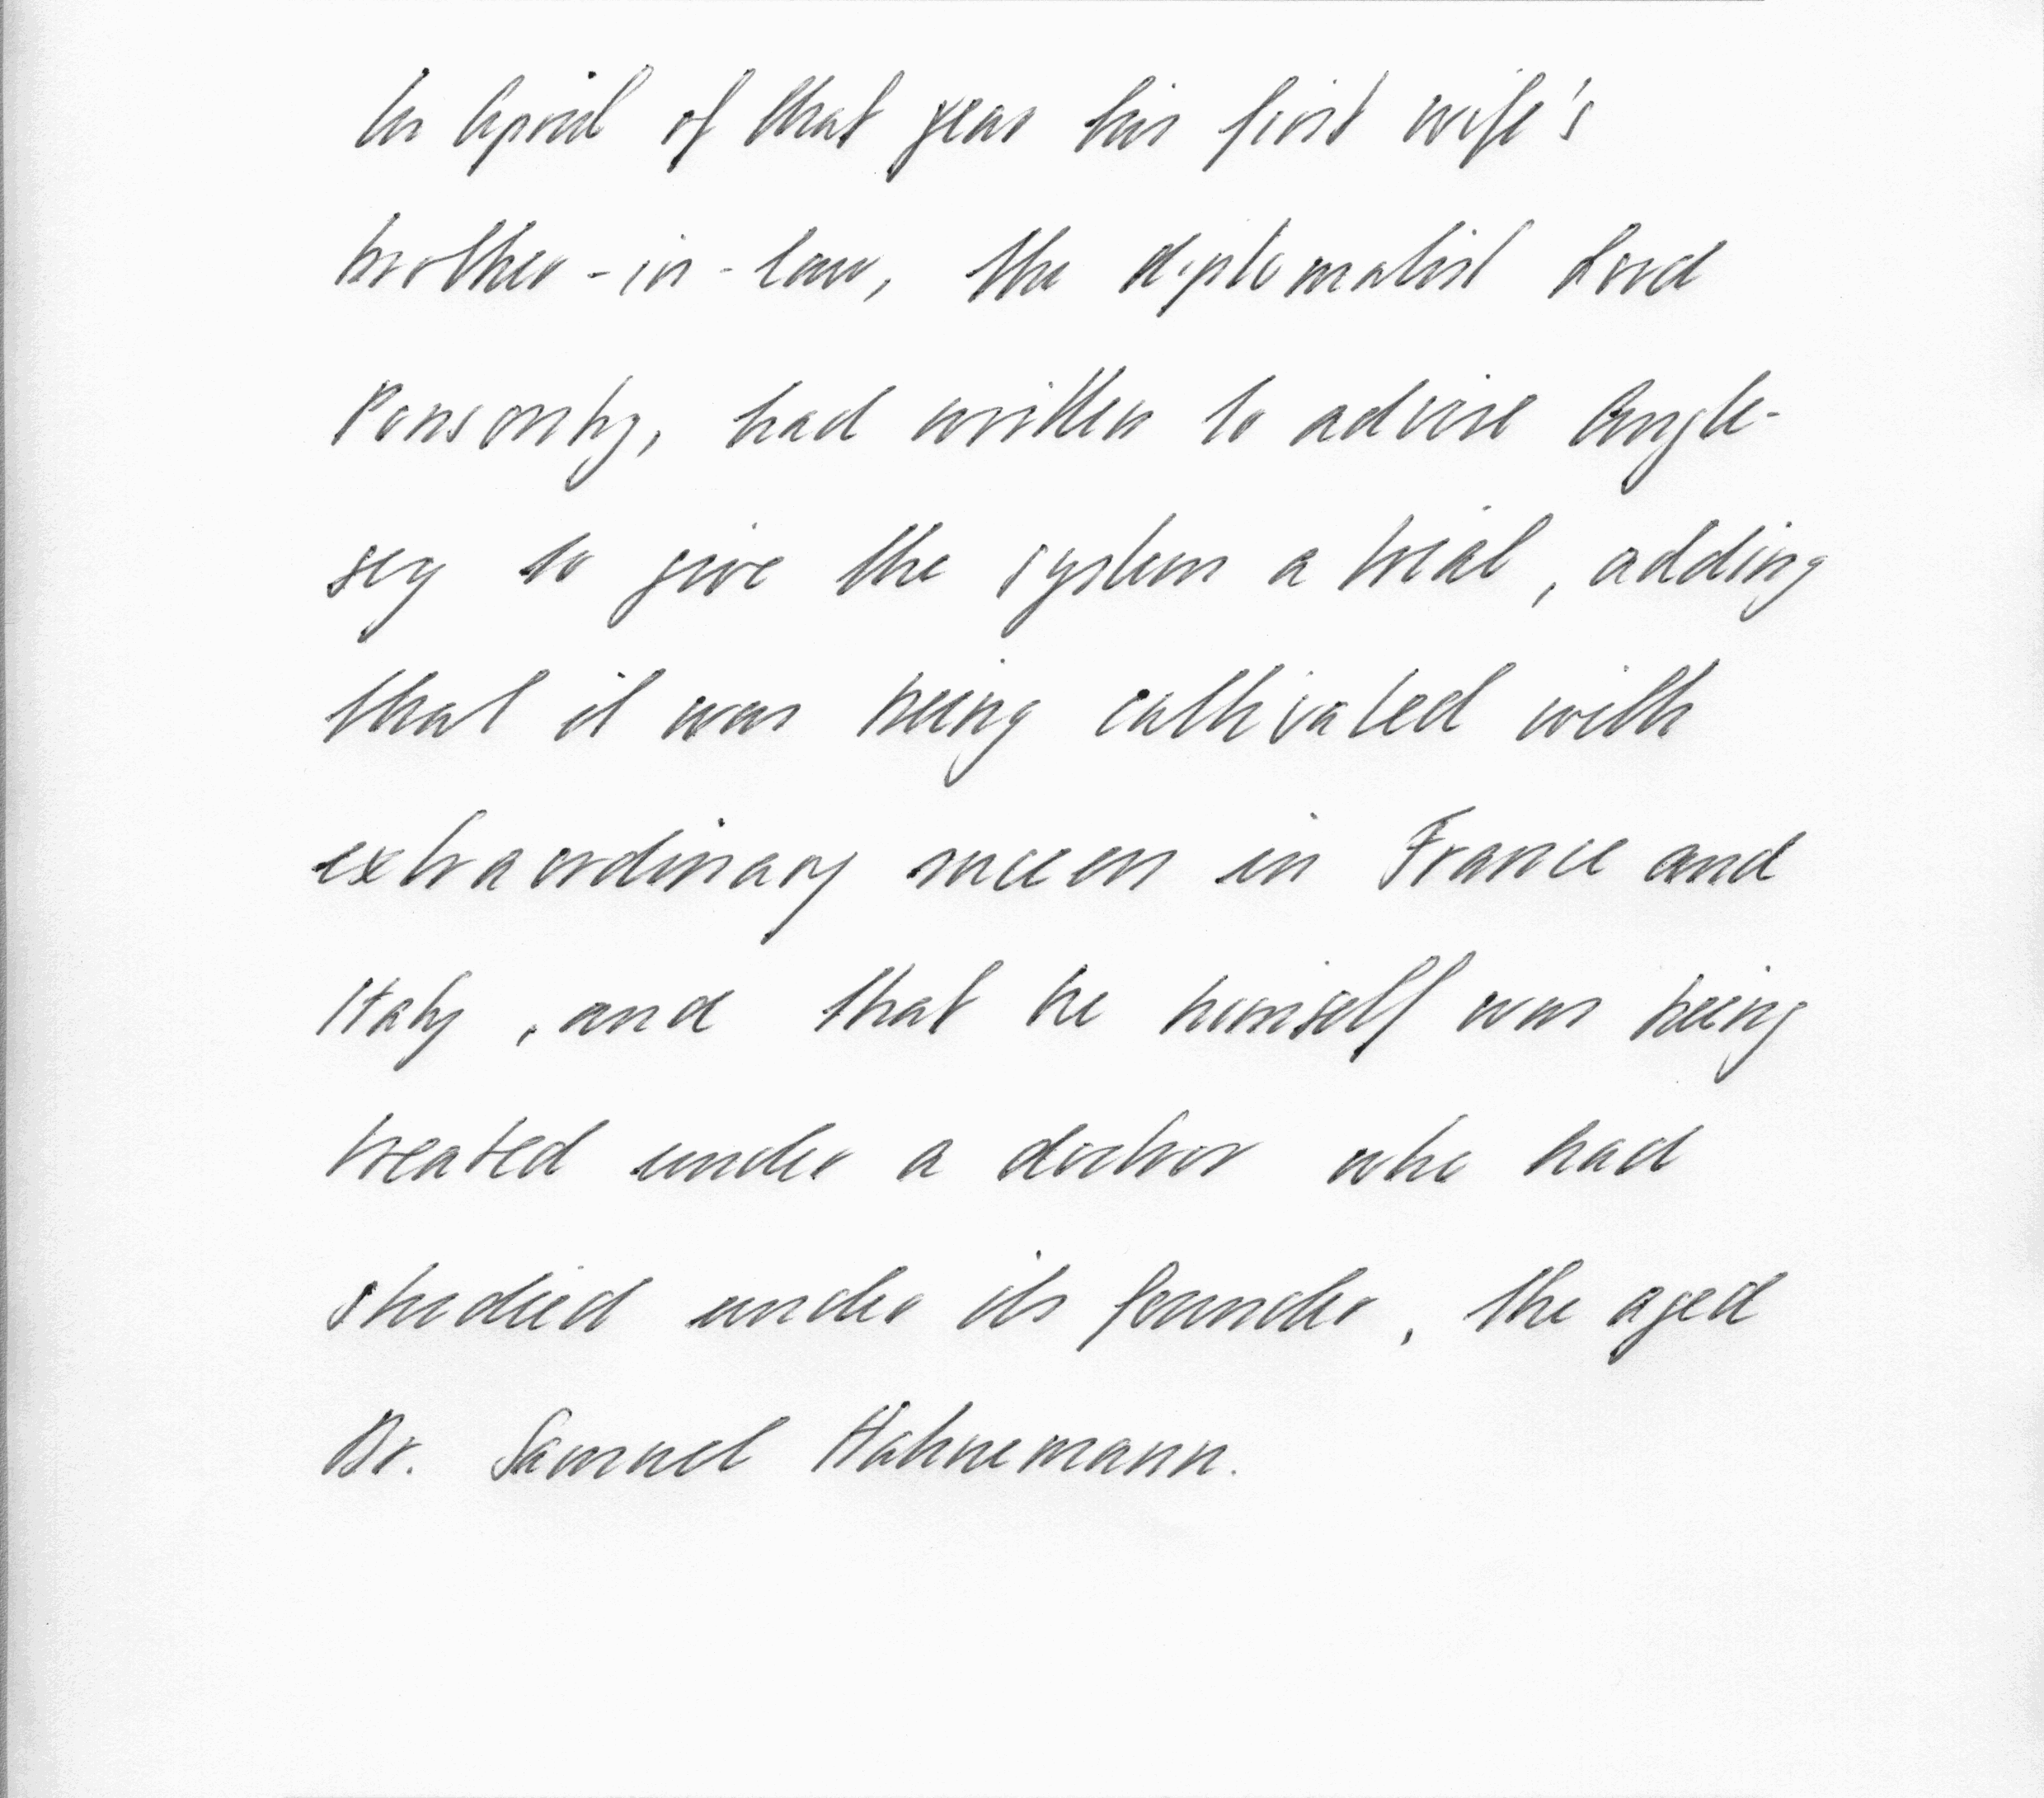 In April of that year his first wife's
brother-in-law, the diplomatist Lord
Ponsonby, had written to advise Angle-
sey to give the system a trial, adding
that it was being cultivated with
extraordinary success in France and
Italy, and that he himself was being
treated under a doctor who had
studied under its founder, the aged
Dr. Samuel Hahnemann.